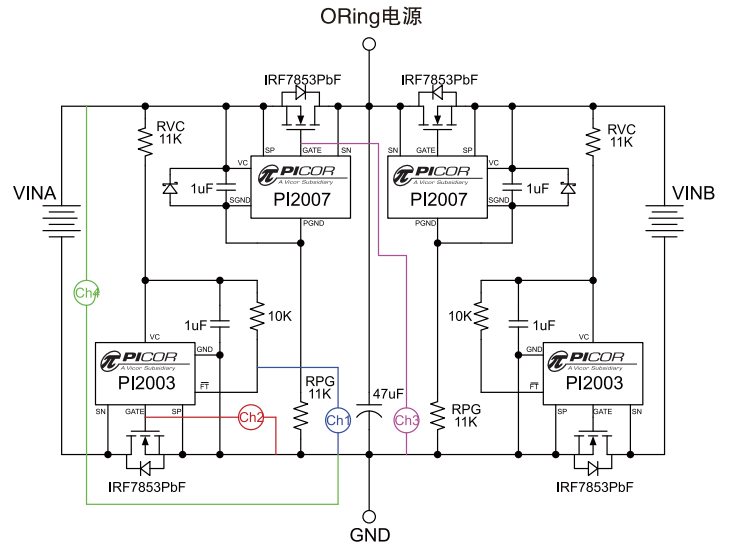 ORing电源
IRF7853PbF
IRF7853PbF
RVC
11K
SP
GATE
SN
VC
PICOR
A Vicor Subsidiary
PI2007
SGND
PGND
1uF
SN
GATE
SP
VC
PICOR
A Vicor Subsidiary
PI2007
SGND
PGND
1uF
RVC
11K
VINA
VINB
Ch4
10K
1uF
VC
GND
PICOR
A Vicor Subsidiary
PI2003
FT
SN
GATE
SP
RPG
11K
47uF
Ch2
Ch1
Ch3
RPG
11K
10K
1uF
VC
GND
PICOR
A Vicor Subsidiary
PI2003
FT
SP
GATE
SN
IRF7853PbF
IRF7853PbF
GND